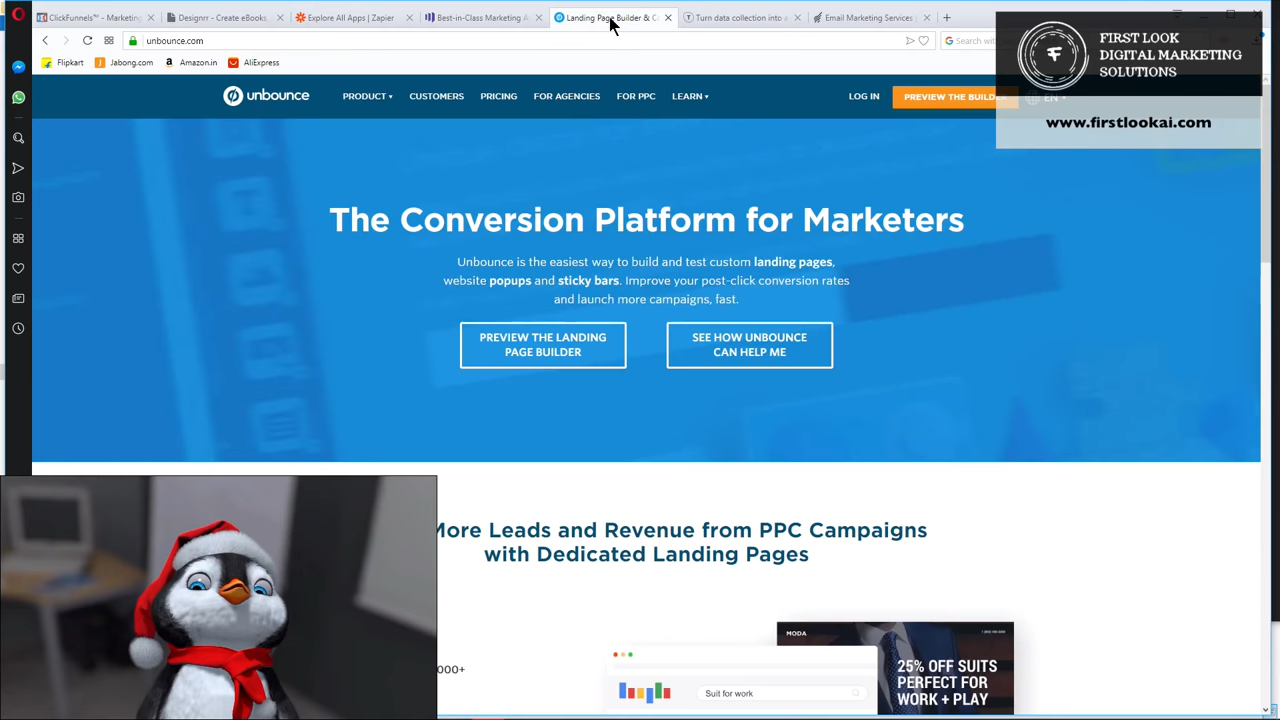 ClickFunnels™ - Marketing
Designrr - Create eBooks,
Explore All Apps | Zapier
Best-in-Class Marketing A
Landing Page Builder & C
Turn data collection into a
Email Marketing Services |
unbounce.com
Search with
Flipkart
Jabong.com
Amazon.in
AliExpress
FIRST LOOK
DIGITAL MARKETING
SOLUTIONS
www.firstlookai.com
unbounce
PRODUCT
CUSTOMERS
PRICING
FOR AGENCIES
FOR PPC
LEARN
LOG IN
PREVIEW THE BUILDER
EN
The Conversion Platform for Marketers
Unbounce is the easiest way to build and test custom landing pages,
website popups and sticky bars. Improve your post-click conversion rates
and launch more campaigns, fast.
PREVIEW THE LANDING
PAGE BUILDER
SEE HOW UNBOUNCE
CAN HELP ME
More Leads and Revenue from PPC Campaigns
with Dedicated Landing Pages
000+
MODA
Suit for work
25% OFF SUITS
PERFECT FOR
WORK + PLAY